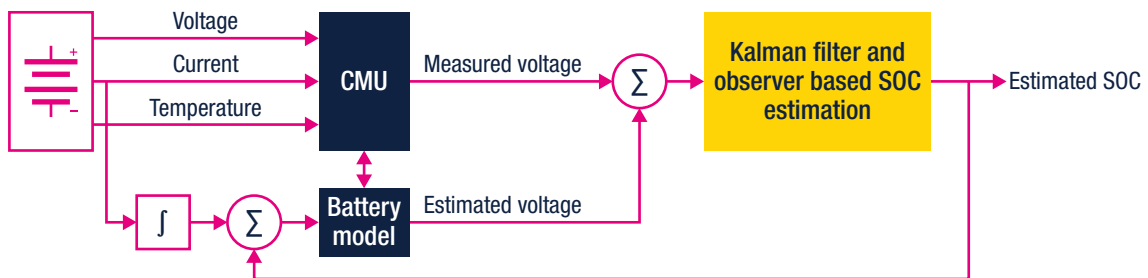 Voltage
Current
Temperature
+
−
CMU
Measured voltage
Σ
Kalman filter and
observer based SOC
estimation
Estimated SOC
∫
Σ
Battery
model
Estimated voltage